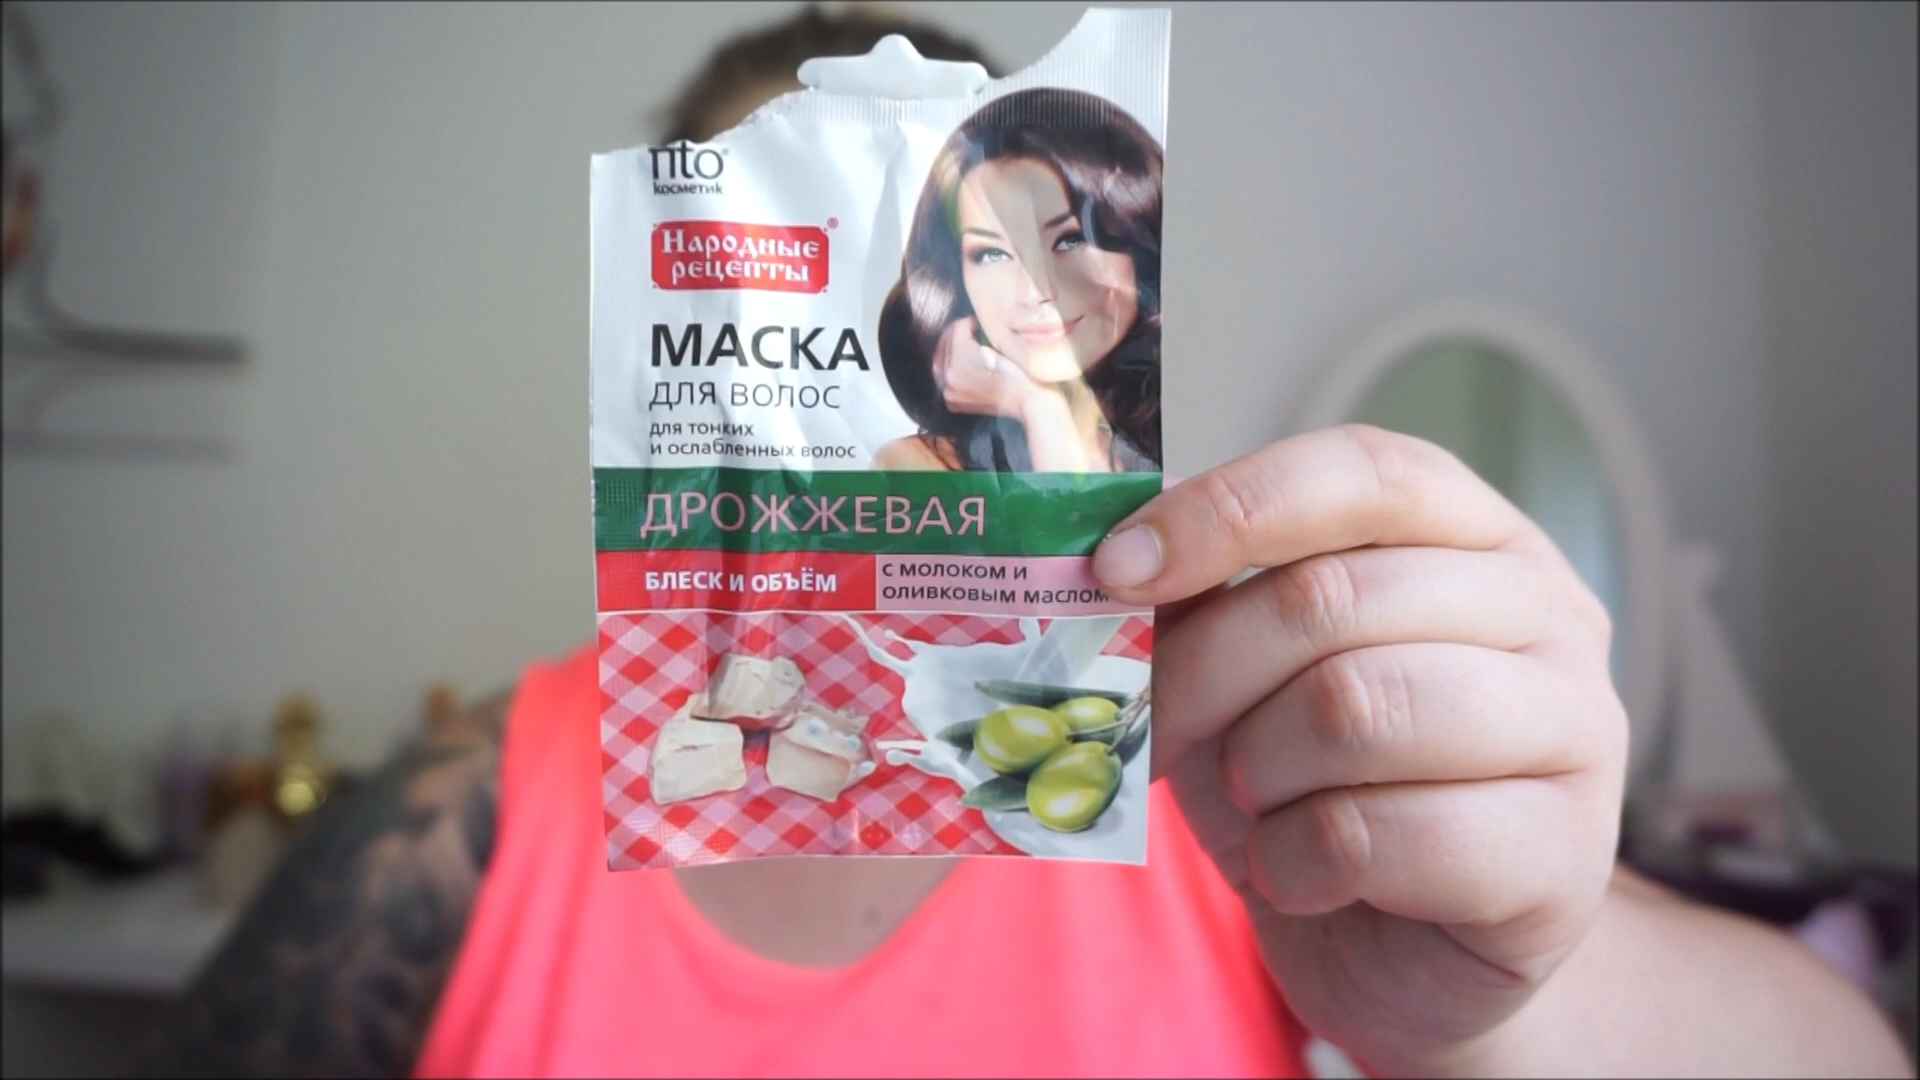 fito®
косметик
Народные ®
рецепты
МАСКА
ДЛЯ ВОЛОС
для тонких
и ослабленных волос
ДРОЖЖЕВАЯ
БЛЕСК И ОБЪЁМ
С МОЛОКОМ И
ОЛИВКОВЫМ МАСЛОМ